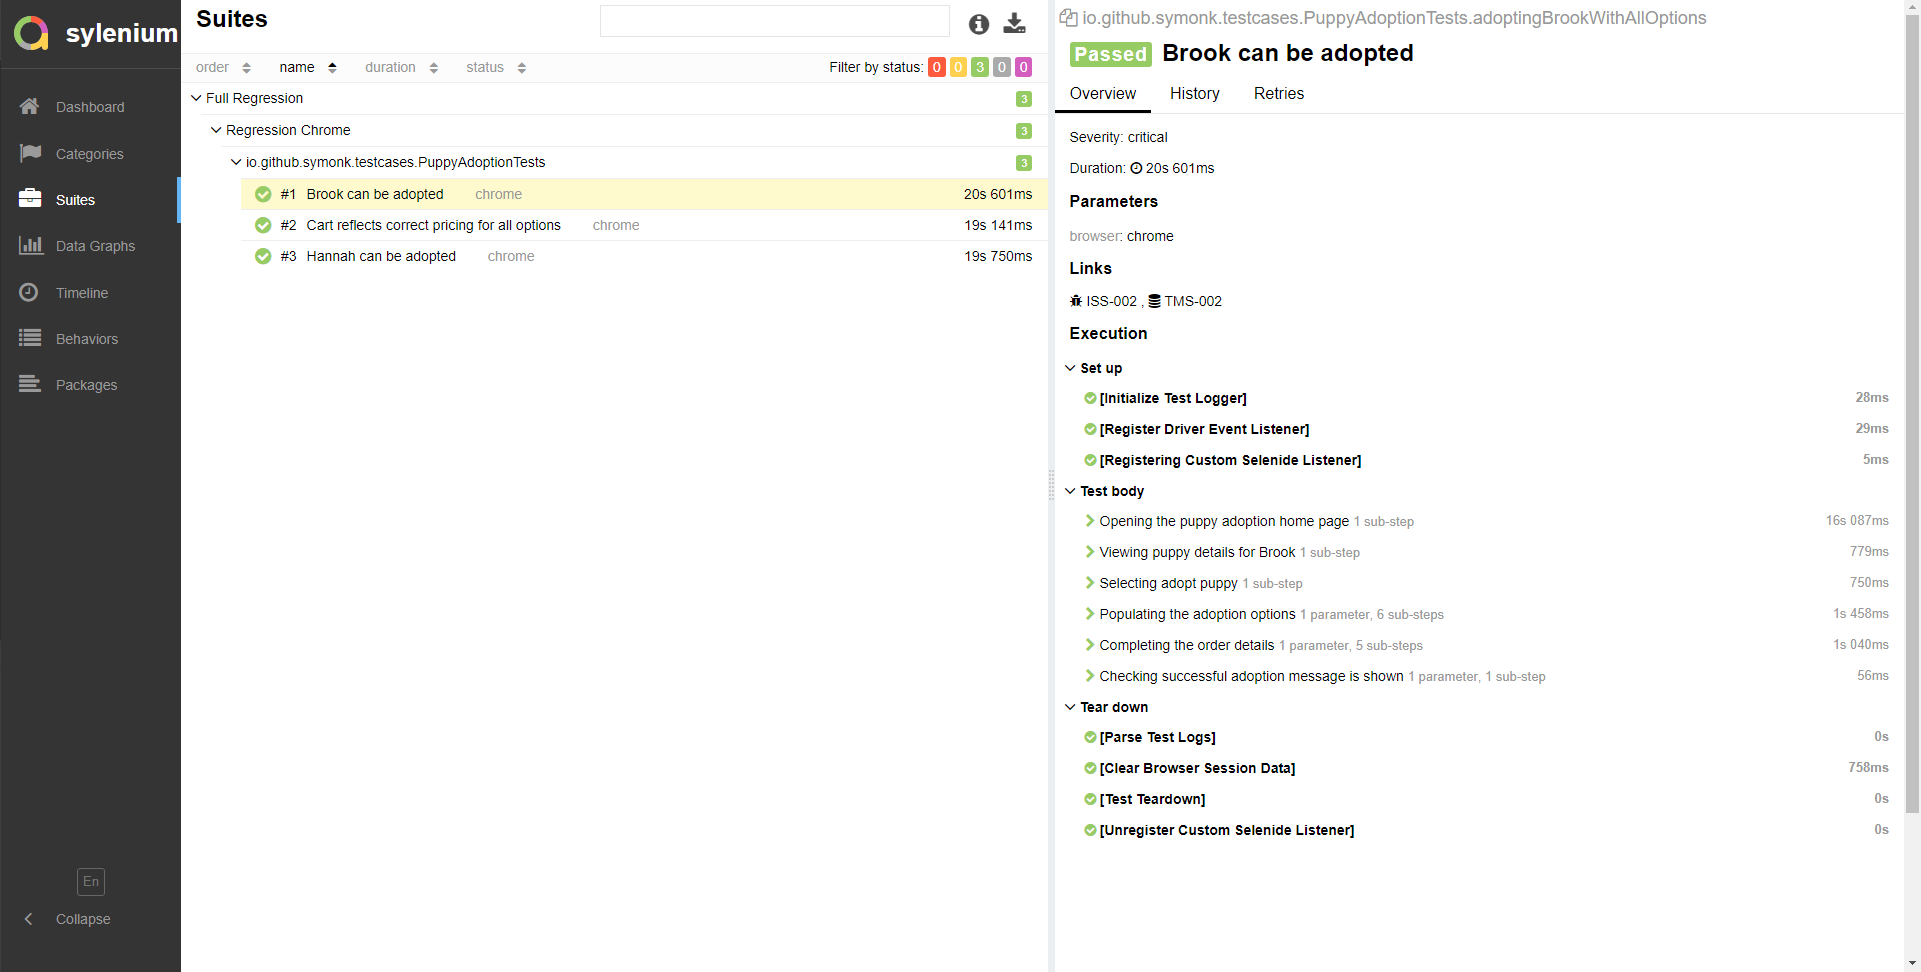 sylenium
Dashboard
Categories
Suites
Data Graphs
Timeline
Behaviors
Packages
En
Collapse
Suites
order name duration status Filter by status: 0 0 3 0 0
Full Regression 3
Regression Chrome 3
io.github.symonk.testcases.PuppyAdoptionTests 3
#1 Brook can be adopted chrome 20s 601ms
#2 Cart reflects correct pricing for all options chrome 19s 141ms
#3 Hannah can be adopted chrome 19s 750ms
io.github.symonk.testcases.PuppyAdoptionTests.adoptingBrookWithAllOptions
Passed Brook can be adopted
Overview History Retries
Severity: critical
Duration: 20s 601ms
Parameters
browser: chrome
Links
ISS-002 , TMS-002
Execution
Set up
[Initialize Test Logger] 28ms
[Register Driver Event Listener] 29ms
[Registering Custom Selenide Listener] 5ms
Test body
Opening the puppy adoption home page 1 sub-step 16s 087ms
Viewing puppy details for Brook 1 sub-step 779ms
Selecting adopt puppy 1 sub-step 750ms
Populating the adoption options 1 parameter, 6 sub-steps 1s 458ms
Completing the order details 1 parameter, 5 sub-steps 1s 040ms
Checking successful adoption message is shown 1 parameter, 1 sub-step 56ms
Tear down
[Parse Test Logs] 0s
[Clear Browser Session Data] 758ms
[Test Teardown] 0s
[Unregister Custom Selenide Listener] 0s